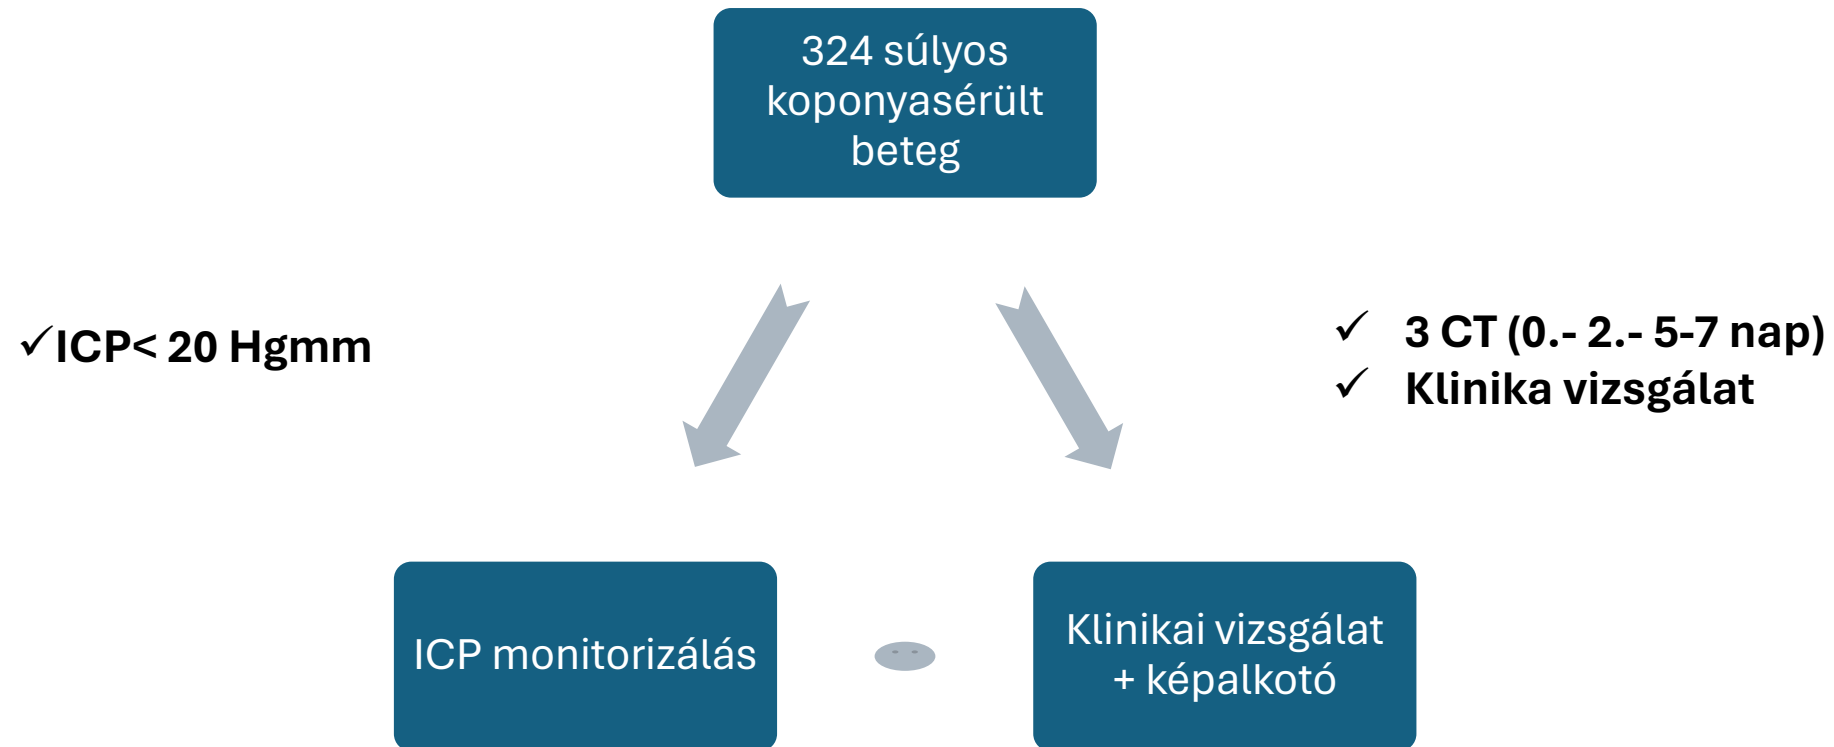 324 súlyos
koponyasérült
beteg
✓ICP< 20 Hgmm
✓ 3 CT (0.- 2.- 5-7 nap)
✓ Klinika vizsgálat
ICP monitorizálás
Klinikai vizsgálat
+ képalkotó